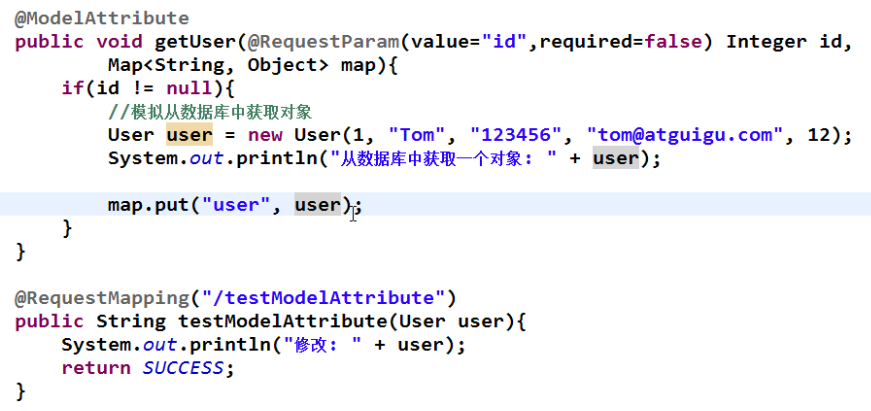 @ModelAttribute
public void getUser(@RequestParam(value="id",required=false) Integer id,
Map<String, Object> map){
if(id != null){
//模拟从数据库中获取对象
User user = new User(1, "Tom", "123456", "tom@atguigu.com", 12);
System.out.println("从数据库中获取一个对象: " + user);
map.put("user", user);
}
}
@RequestMapping("/testModelAttribute")
public String testModelAttribute(User user){
System.out.println("修改: " + user);
return SUCCESS;
}